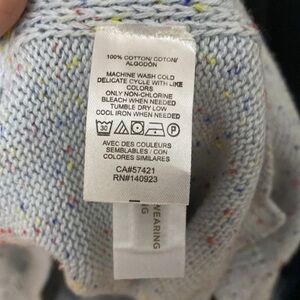 100% COTTON/ COTON/
ALGODÓN
MACHINE WASH COLD
DELICATE CYCLE WITH LIKE
COLORS
ONLY NON-CHLORINE
BLEACH WHEN NEEDED
TUMBLE DRY LOW
COOL IRON WHEN NEEDED
30
P
AVEC DES COULEURS
SEMBLABLES / CON
COLORES SIMILARES
CA#57421
RN#140923
WEARING